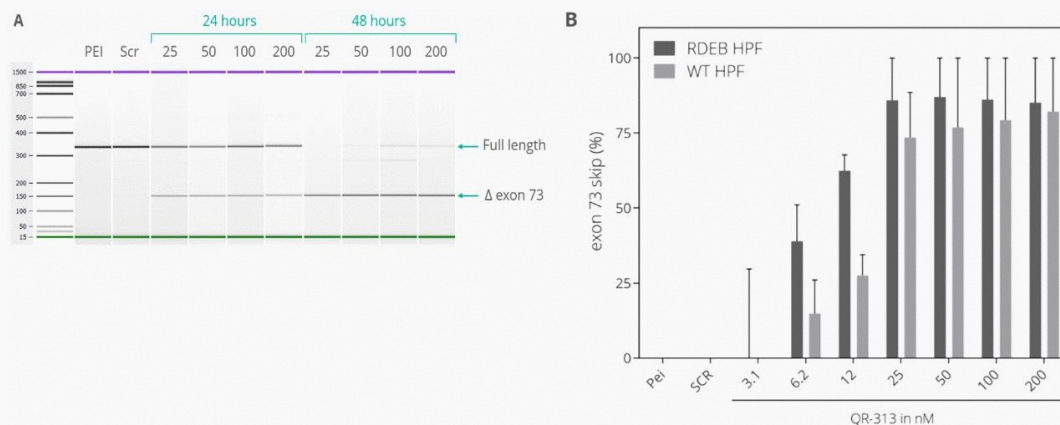 A
24 hours
48 hours
PEI Scr 25 50 100 200 25 50 100 200
1500
850
700
500
400
300
200
150
100
50
15
Full length
Δ exon 73
B
RDEB HPF
WT HPF
exon 73 skip (%)
100
75
50
25
0
Pei SCR 3.1 6.2 12 25 50 100 200
QR-313 in nM